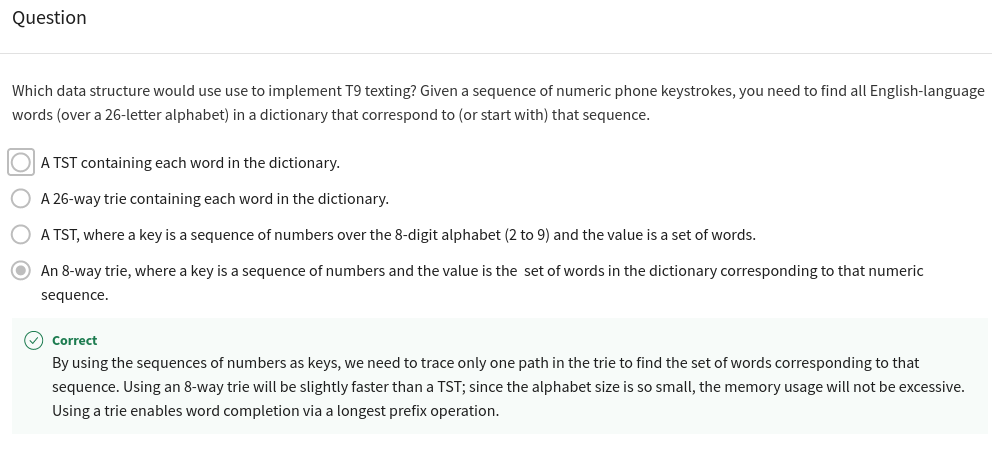 Question
Which data structure would use use to implement T9 texting? Given a sequence of numeric phone keystrokes, you need to find all English-language
words (over a 26-letter alphabet) in a dictionary that correspond to (or start with) that sequence.
A TST containing each word in the dictionary.
A 26-way trie containing each word in the dictionary.
A TST, where a key is a sequence of numbers over the 8-digit alphabet (2 to 9) and the value is a set of words.
An 8-way trie, where a key is a sequence of numbers and the value is the set of words in the dictionary corresponding to that numeric
sequence.
Correct
By using the sequences of numbers as keys, we need to trace only one path in the trie to find the set of words corresponding to that
sequence. Using an 8-way trie will be slightly faster than a TST; since the alphabet size is so small, the memory usage will not be excessive.
Using a trie enables word completion via a longest prefix operation.